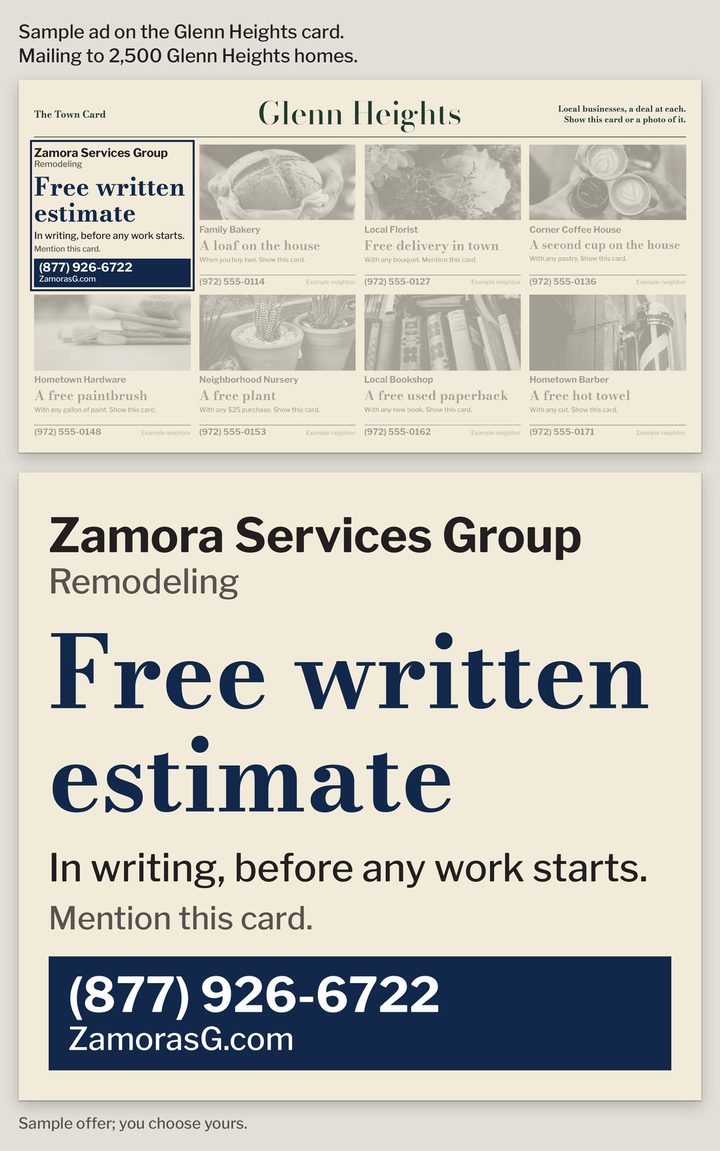 Sample ad on the Glenn Heights card.
Mailing to 2,500 Glenn Heights homes.
The Town Card
Glenn Heights
Local businesses, a deal at each.
Show this card or a photo of it.
Zamora Services Group
Remodeling
Free written
estimate
In writing, before any work starts.
Mention this card.
(877) 926-6722
ZamorasG.com
Family Bakery
A loaf on the house
When you buy two. Show this card.
(972) 555-0114
Example neighbor
Local Florist
Free delivery in town
With any bouquet. Mention this card.
(972) 555-0127
Example neighbor
Corner Coffee House
A second cup on the house
With any pastry. Show this card.
(972) 555-0136
Example neighbor
Hometown Hardware
A free paintbrush
With any gallon of paint. Show this card.
(972) 555-0148
Example neighbor
Neighborhood Nursery
A free plant
With any $25 purchase. Show this card.
(972) 555-0153
Example neighbor
Local Bookshop
A free used paperback
With any new book. Show this card.
(972) 555-0162
Example neighbor
Hometown Barber
A free hot towel
With any cut. Show this card.
(972) 555-0171
Example neighbor
Zamora Services Group
Remodeling
Free written
estimate
In writing, before any work starts.
Mention this card.
(877) 926-6722
ZamorasG.com
Sample offer; you choose yours.